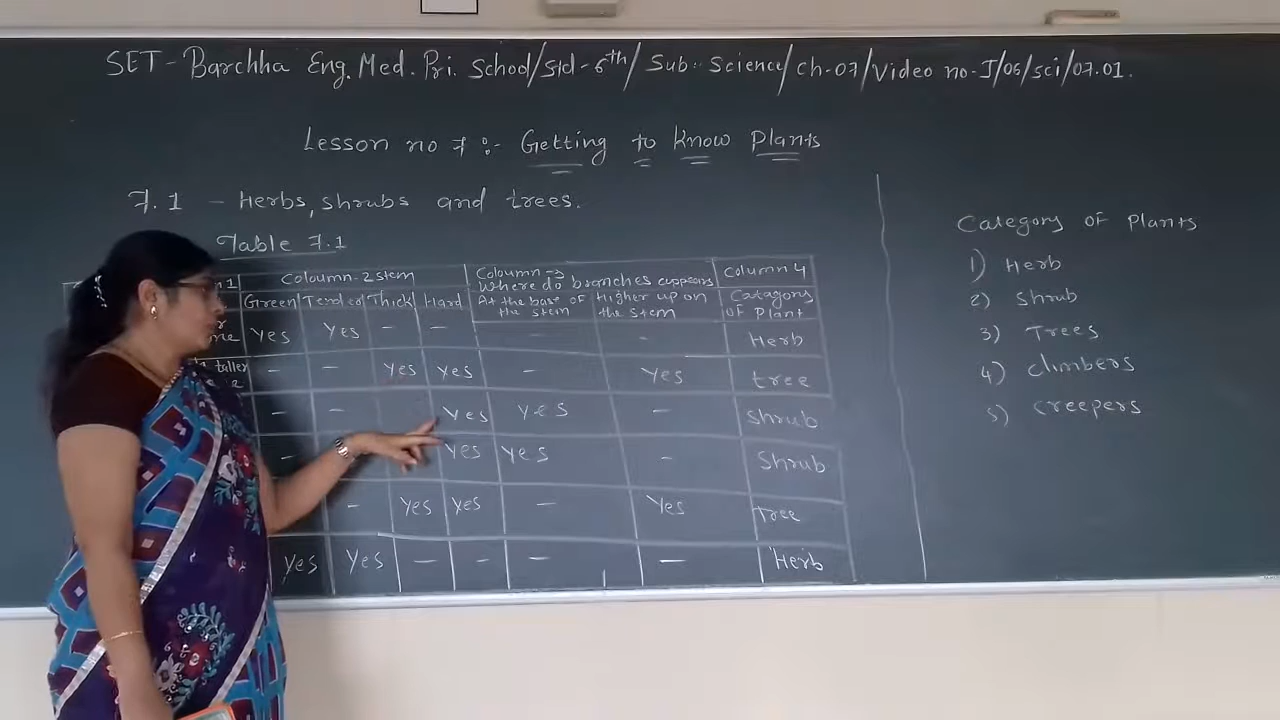 SET - Barchha Eng. Med. Pri. School/Std-6th/ Sub: Science/Ch-07/Video no-I/06/sci/07.01.
Lesson no 7 :- Getting to Know Plants
7.1 - Herbs, shrubs and trees.
Table 7.1
1 Coloumn-2 stem Coloumn → 3 Where do branches appears Column 4
Green Tender Thick Hard At the base of the stem Higher up on the stem Catagory of Plant
Yes Yes - - - - Herb
taller - - Yes Yes - Yes tree
- - Yes Yes - Shrub
- Yes Yes - Shrub
- Yes Yes - Yes tree
Yes Yes - - - - Herb
Category of Plants
1) Herb
2) Shrub
3) Trees
4) climbers
5) Creepers